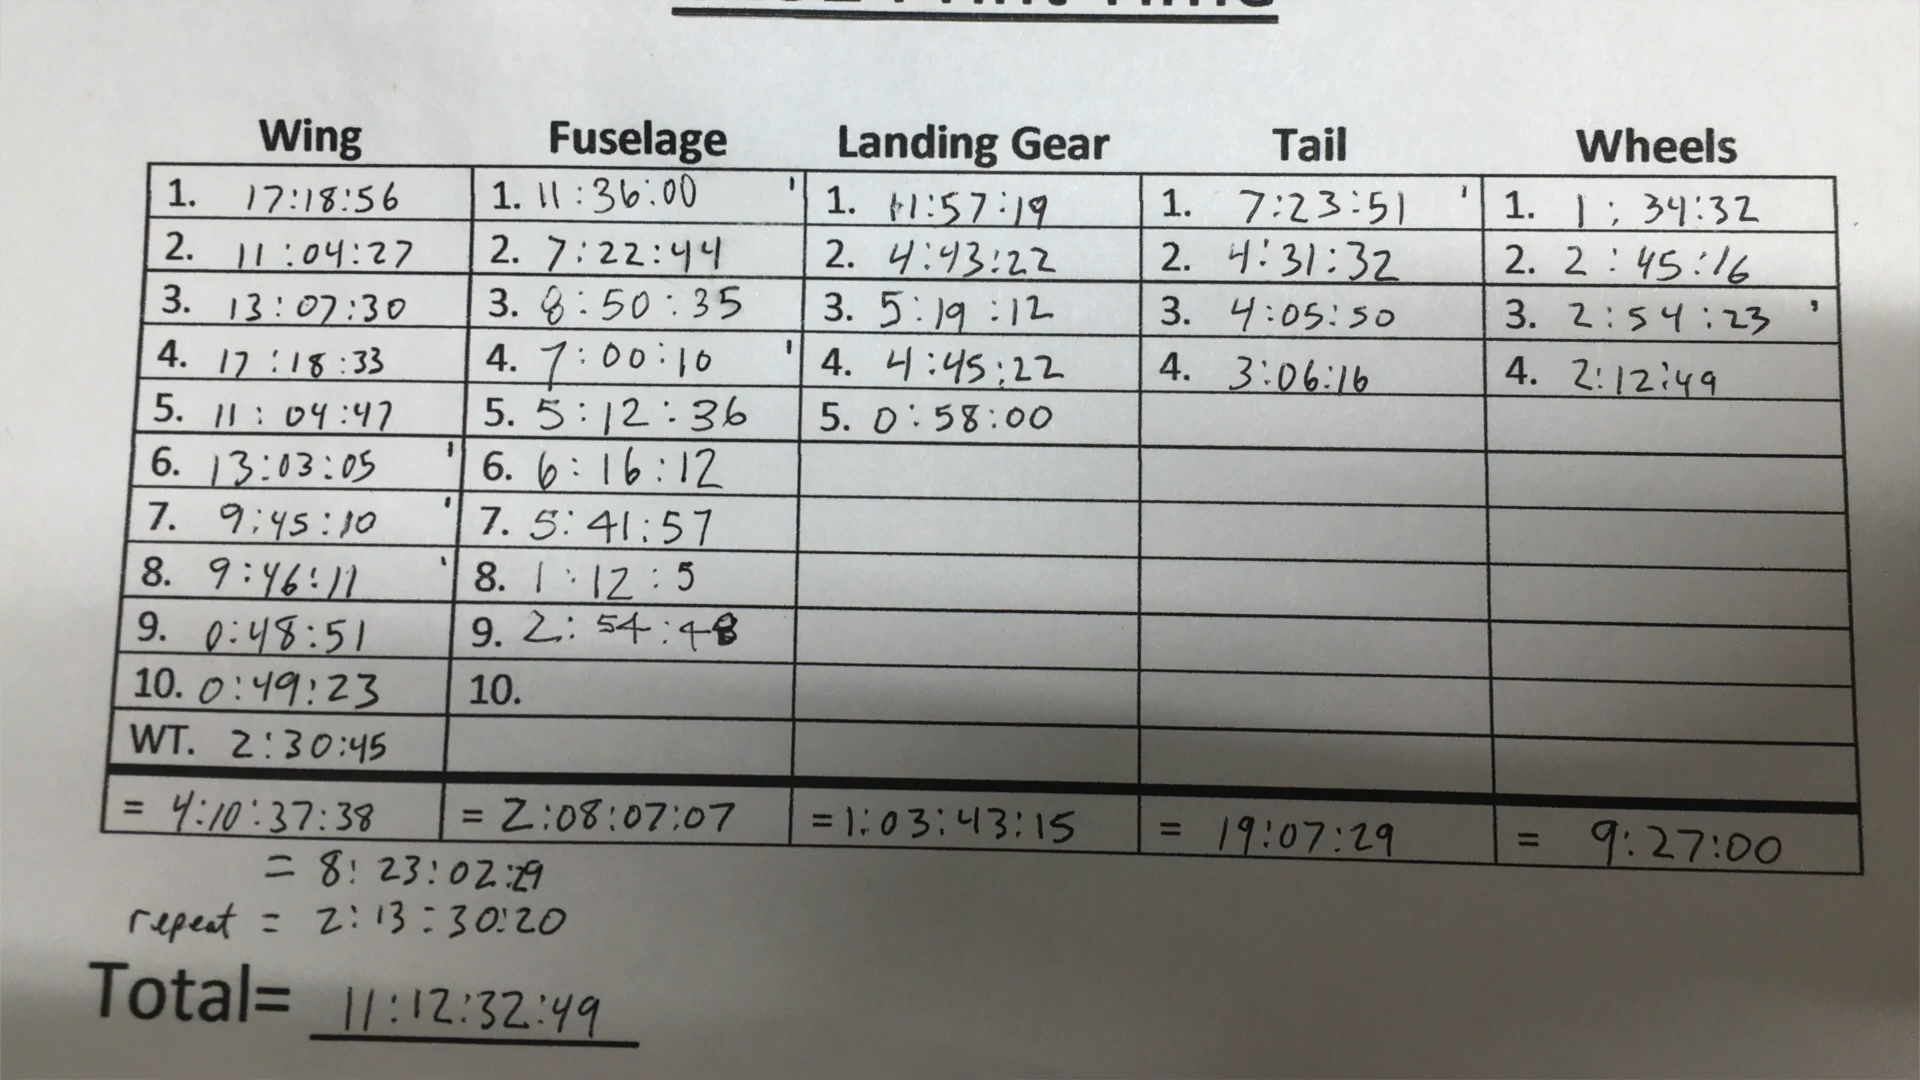 Print Time
Wing Fuselage Landing Gear Tail Wheels
1. 17:18:56 1. 11:36:00 ' 1. 11:57:19 1. 7:23:51 ' 1. 1:34:32
2. 11:04:27 2. 7:22:44 2. 4:43:22 2. 4:31:32 2. 2:45:16
3. 13:07:30 3. 8:50:35 3. 5:19:12 3. 4:05:50 3. 2:54:23 '
4. 17:18:33 4. 7:00:10 ' 4. 4:45:22 4. 3:06:16 4. 2:12:49
5. 11:04:47 5. 5:12:36 5. 0:58:00
6. 13:03:05 ' 6. 6:16:12
7. 9:45:10 ' 7. 5:41:57
8. 9:46:11 ' 8. 1:12:5
9. 0:48:51 9. 2:54:48
10. 0:49:23 10.
WT. 2:30:45
= 4:10:37:38 = 2:08:07:07 = 1:03:43:15 = 19:07:29 = 9:27:00
= 8:23:02:29
repeat = 2:13:30:20
Total= 11:12:32:49